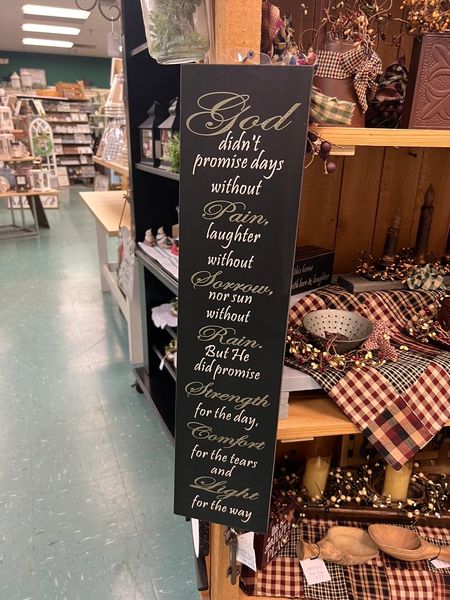 God
didn't
promise days
without
Pain,
laughter
without
Sorrow,
nor sun
without
Rain.
But He
did promise
Strength
for the day,
Comfort
for the tears
and
Light
for the way